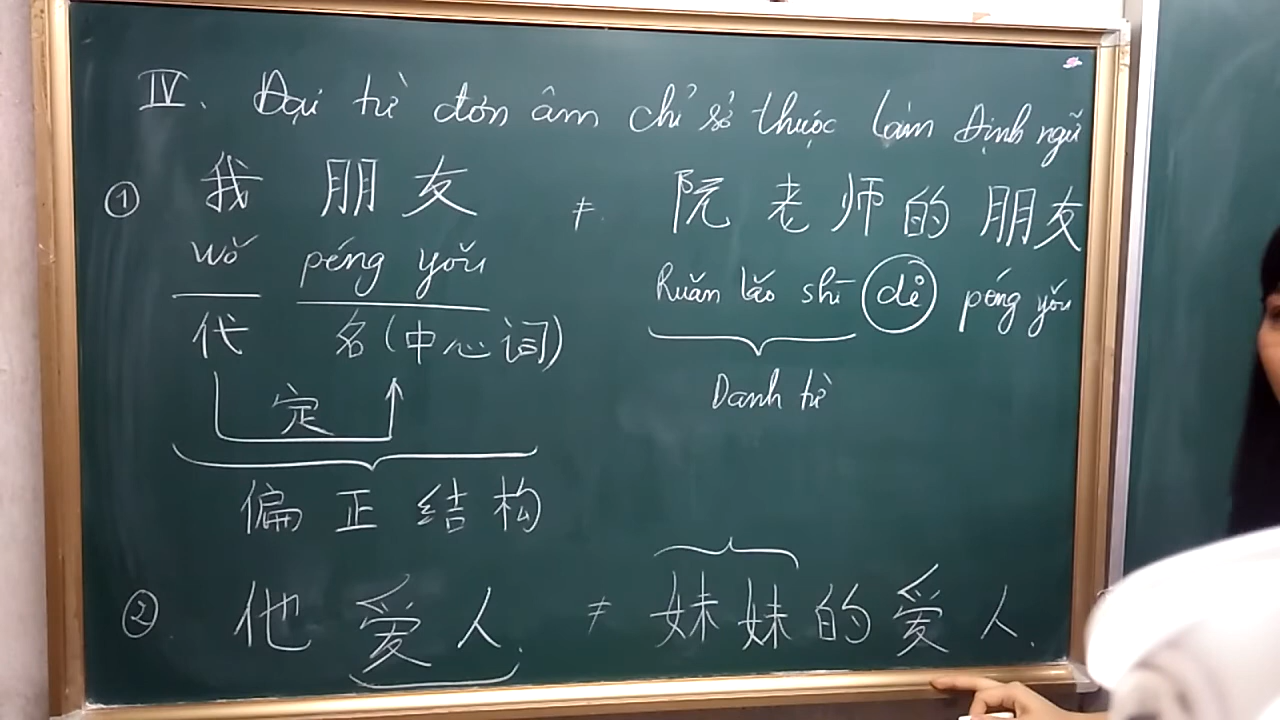 IV. Đại từ đơn âm chỉ sở thuộc làm Định ngữ
① 我 朋 友 ≠ 阮 老 师 的 朋 友
wǒ péng yǒu Ruǎn lǎo shī de péng yǒu
代 名(中心词)
定 Danh từ
偏 正 结 构
② 他 爱 人. ≠ 妹 妹 的 爱 人.